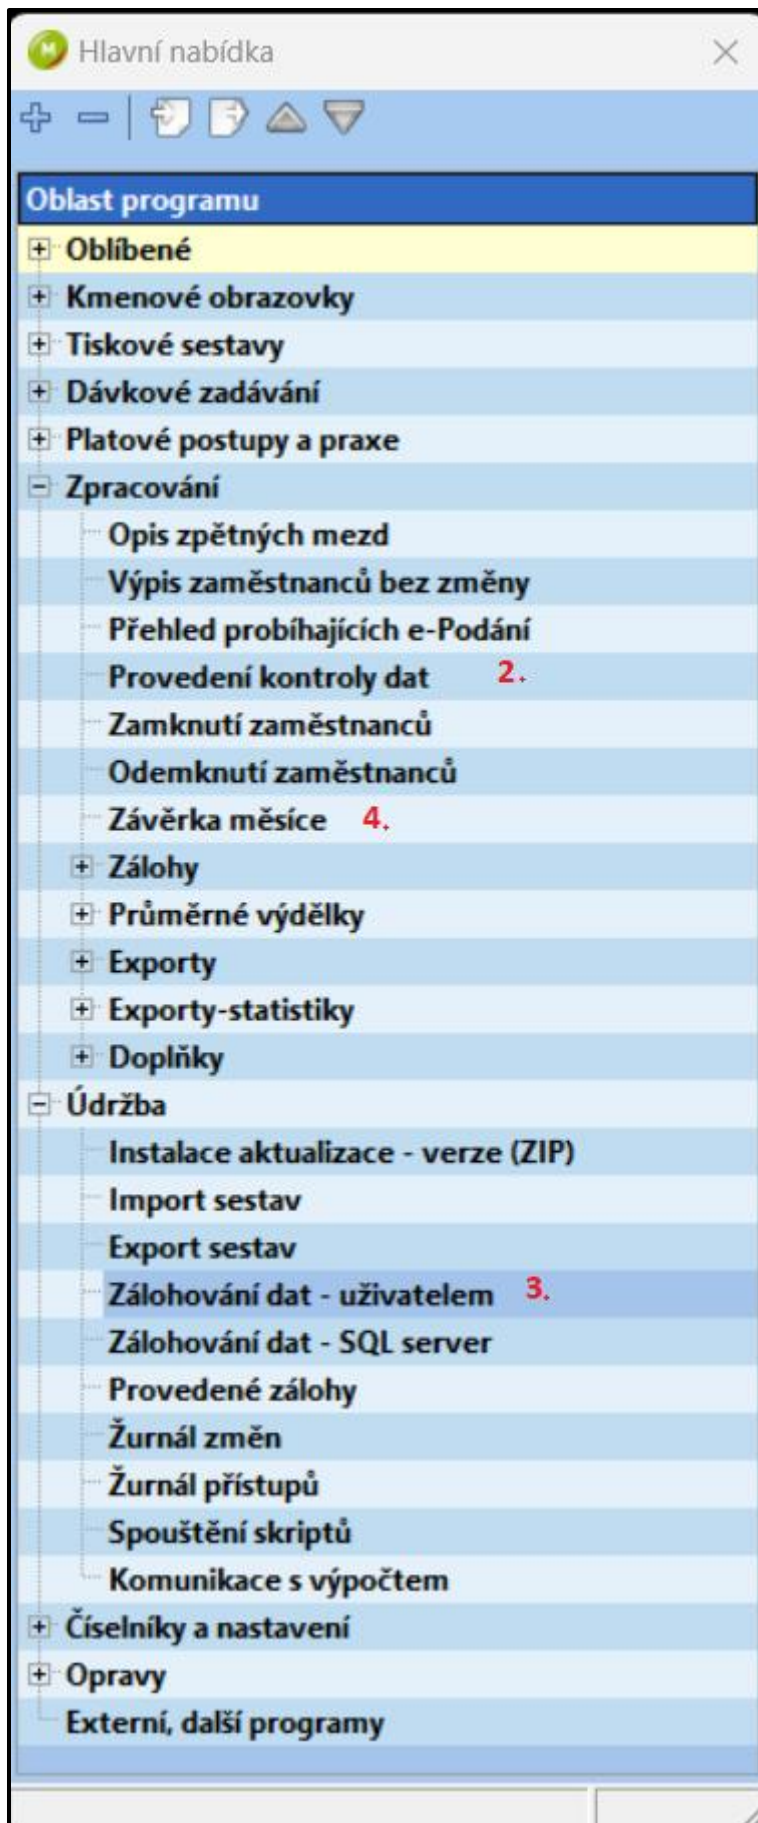 Hlavní nabídka
Oblast programu
Oblíbené
Kmenové obrazovky
Tiskové sestavy
Dávkové zadávání
Platové postupy a praxe
Zpracování
Opis zpětných mezd
Výpis zaměstnanců bez změny
Přehled probíhajících e-Podání
Provedení kontroly dat 2.
Zamknutí zaměstnanců
Odemknutí zaměstnanců
Závěrka měsíce 4.
Zálohy
Průměrné výdělky
Exporty
Exporty-statistiky
Doplňky
Údržba
Instalace aktualizace - verze (ZIP)
Import sestav
Export sestav
Zálohování dat - uživatelem 3.
Zálohování dat - SQL server
Provedené zálohy
Žurnál změn
Žurnál přístupů
Spouštění skriptů
Komunikace s výpočtem
Číselníky a nastavení
Opravy
Externí, další programy